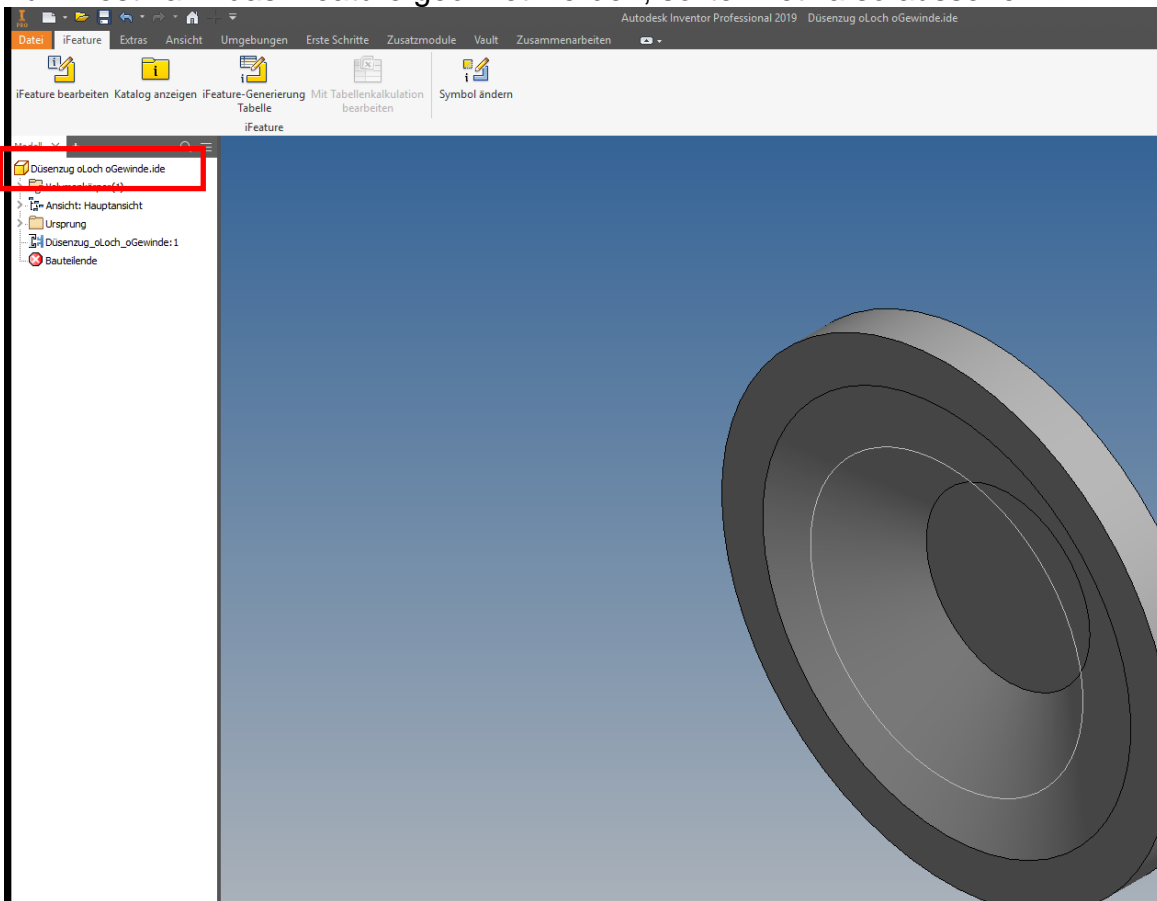 Autodesk Inventor Professional 2019 Düsenzug oLoch oGewinde.ide
PRO
Datei iFeature Extras Ansicht Umgebungen Erste Schritte Zusatzmodule Vault Zusammenarbeiten
iFeature bearbeiten Katalog anzeigen iFeature-Generierung Mit Tabellenkalkulation Symbol ändern
Tabelle bearbeiten
iFeature
Düsenzug oLoch oGewinde.ide
Ansicht: Hauptansicht
Ursprung
Düsenzug_oLoch_oGewinde:1
Bauteilende